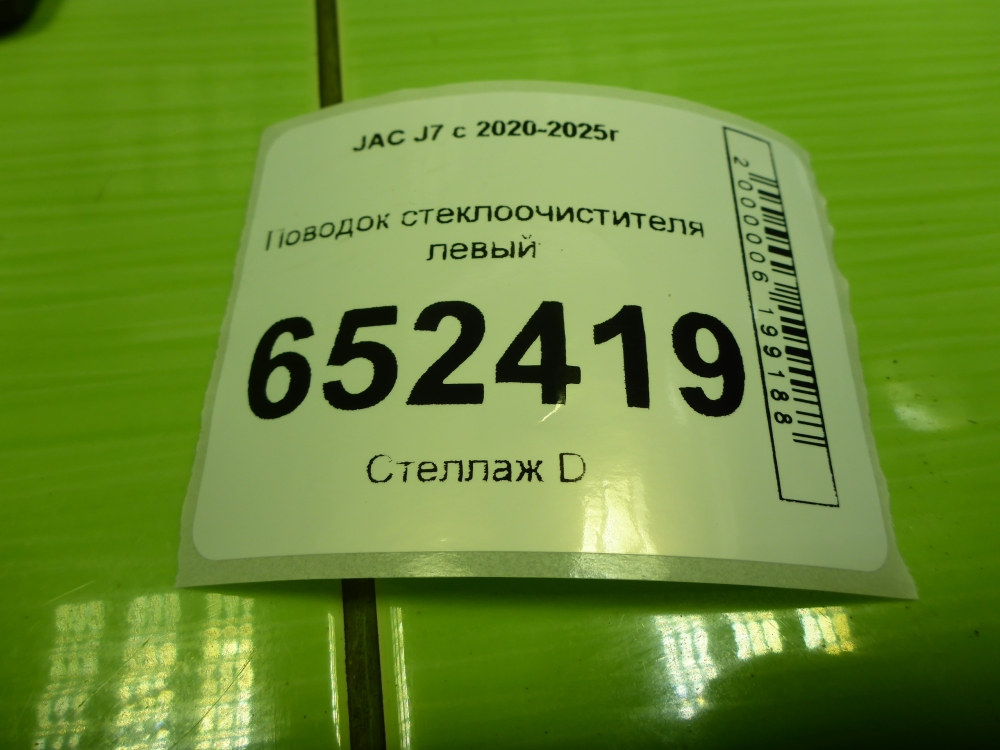 JAC J7 с 2020-2025г
Поводок стеклоочистителя
левый
652419
Стеллаж D
2000006199188